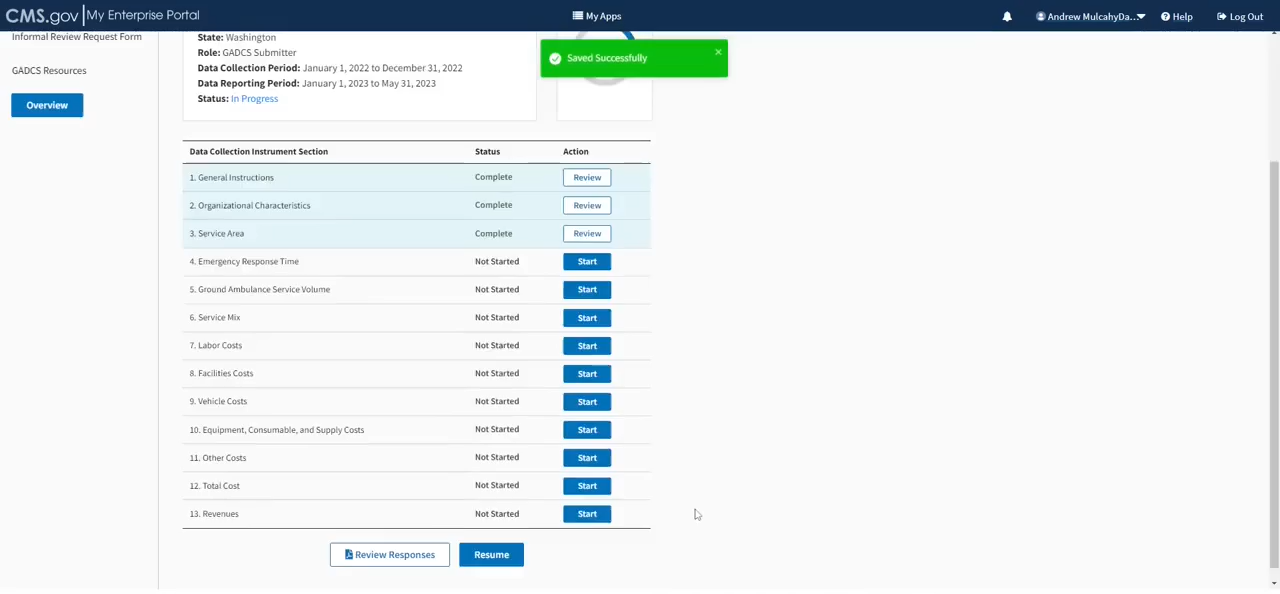 CMS.gov My Enterprise Portal
My Apps
Andrew MulcahyDa...
Help
Log Out
Informal Review Request Form
GADCS Resources
Overview
State: Washington
Role: GADCS Submitter
Data Collection Period: January 1, 2022 to December 31, 2022
Data Reporting Period: January 1, 2023 to May 31, 2023
Status: In Progress
Saved Successfully
Data Collection Instrument Section Status Action
1. General Instructions Complete Review
2. Organizational Characteristics Complete Review
3. Service Area Complete Review
4. Emergency Response Time Not Started Start
5. Ground Ambulance Service Volume Not Started Start
6. Service Mix Not Started Start
7. Labor Costs Not Started Start
8. Facilities Costs Not Started Start
9. Vehicle Costs Not Started Start
10. Equipment, Consumable, and Supply Costs Not Started Start
11. Other Costs Not Started Start
12. Total Cost Not Started Start
13. Revenues Not Started Start
Review Responses Resume